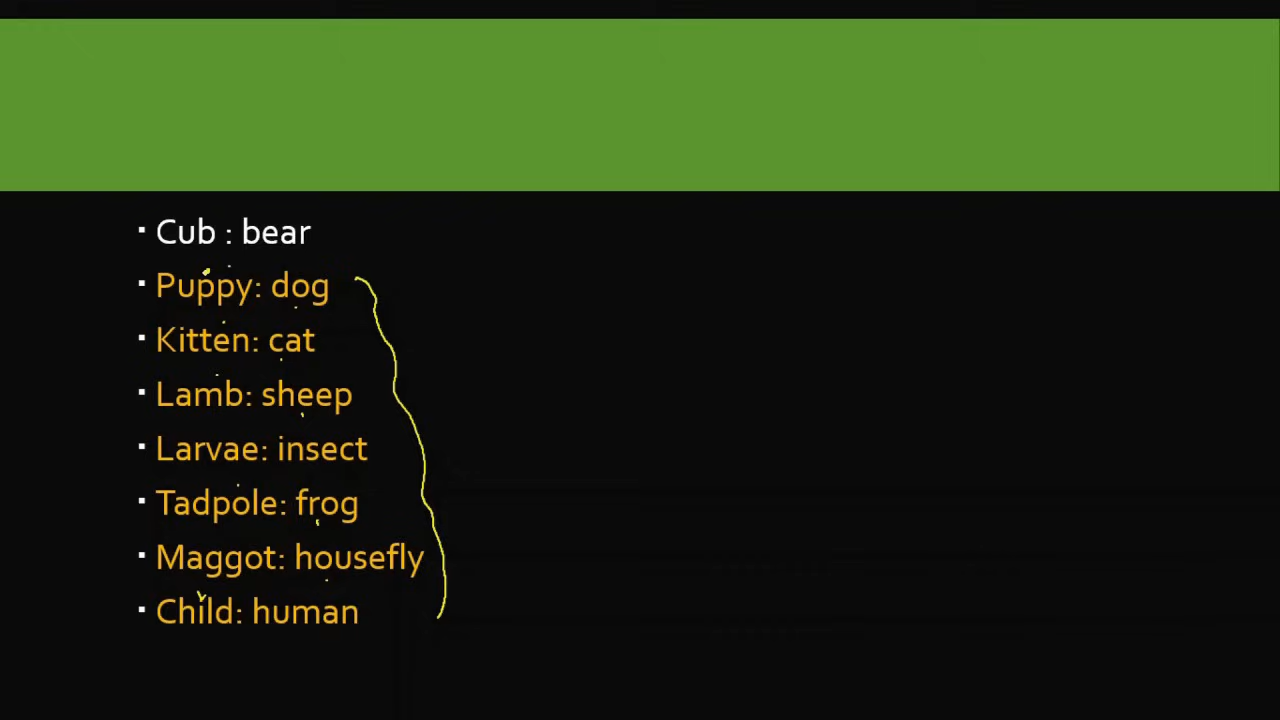 Cub : bear
Puppy: dog
Kitten: cat
Lamb: sheep
Larvae: insect
Tadpole: frog
Maggot: housefly
Child: human